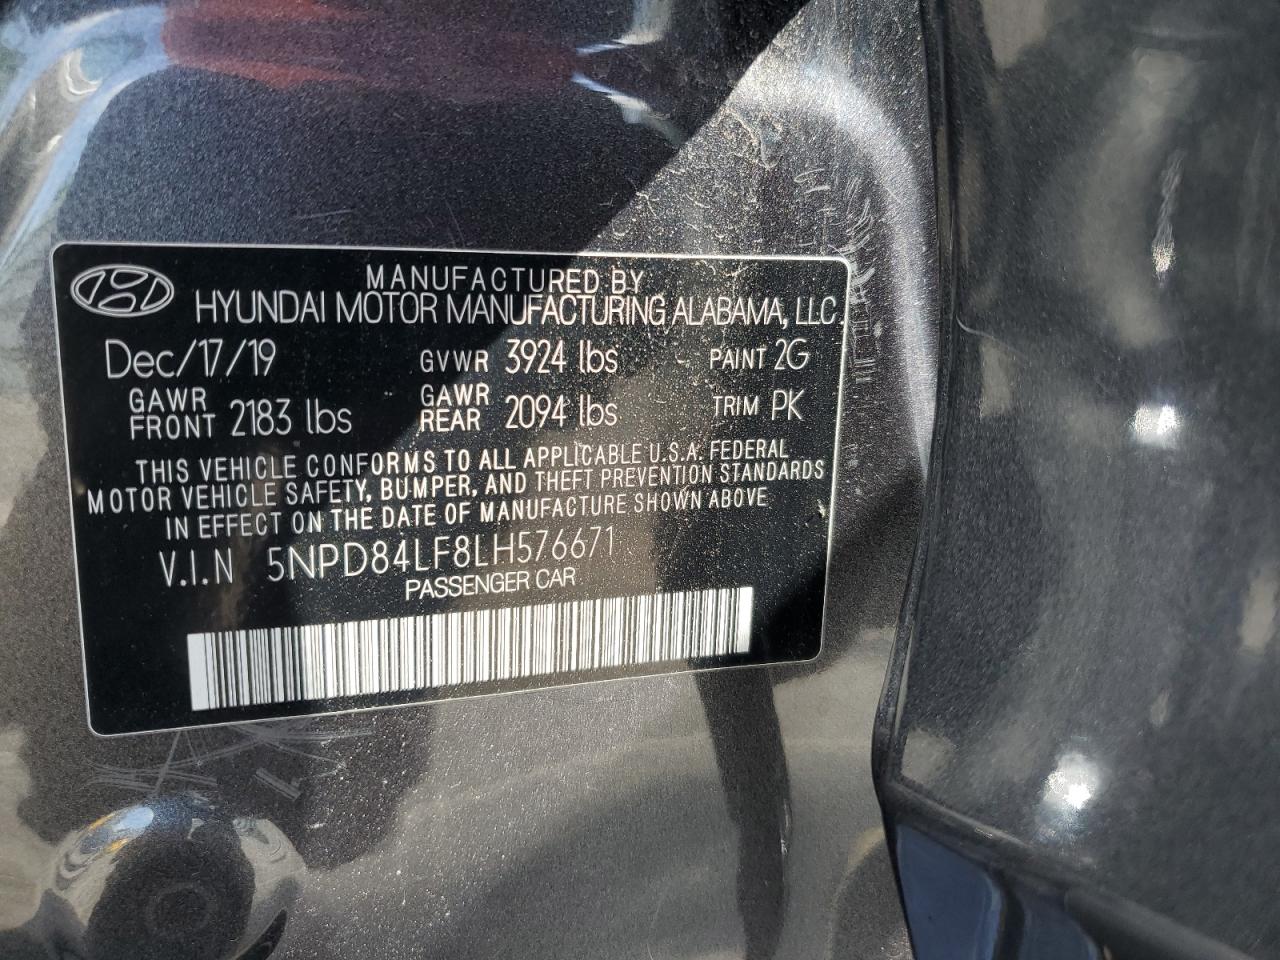 MANUFACTURED BY
HYUNDAI MOTOR MANUFACTURING ALABAMA, LLC
Dec/17/19 GVWR 3924 lbs PAINT 2G
GAWR FRONT 2183 lbs GAWR REAR 2094 lbs TRIM PK
THIS VEHICLE CONFORMS TO ALL APPLICABLE U.S.A. FEDERAL
MOTOR VEHICLE SAFETY, BUMPER, AND THEFT PREVENTION STANDARDS
IN EFFECT ON THE DATE OF MANUFACTURE SHOWN ABOVE
V.I.N 5NPD84LF8LH576671
PASSENGER CAR